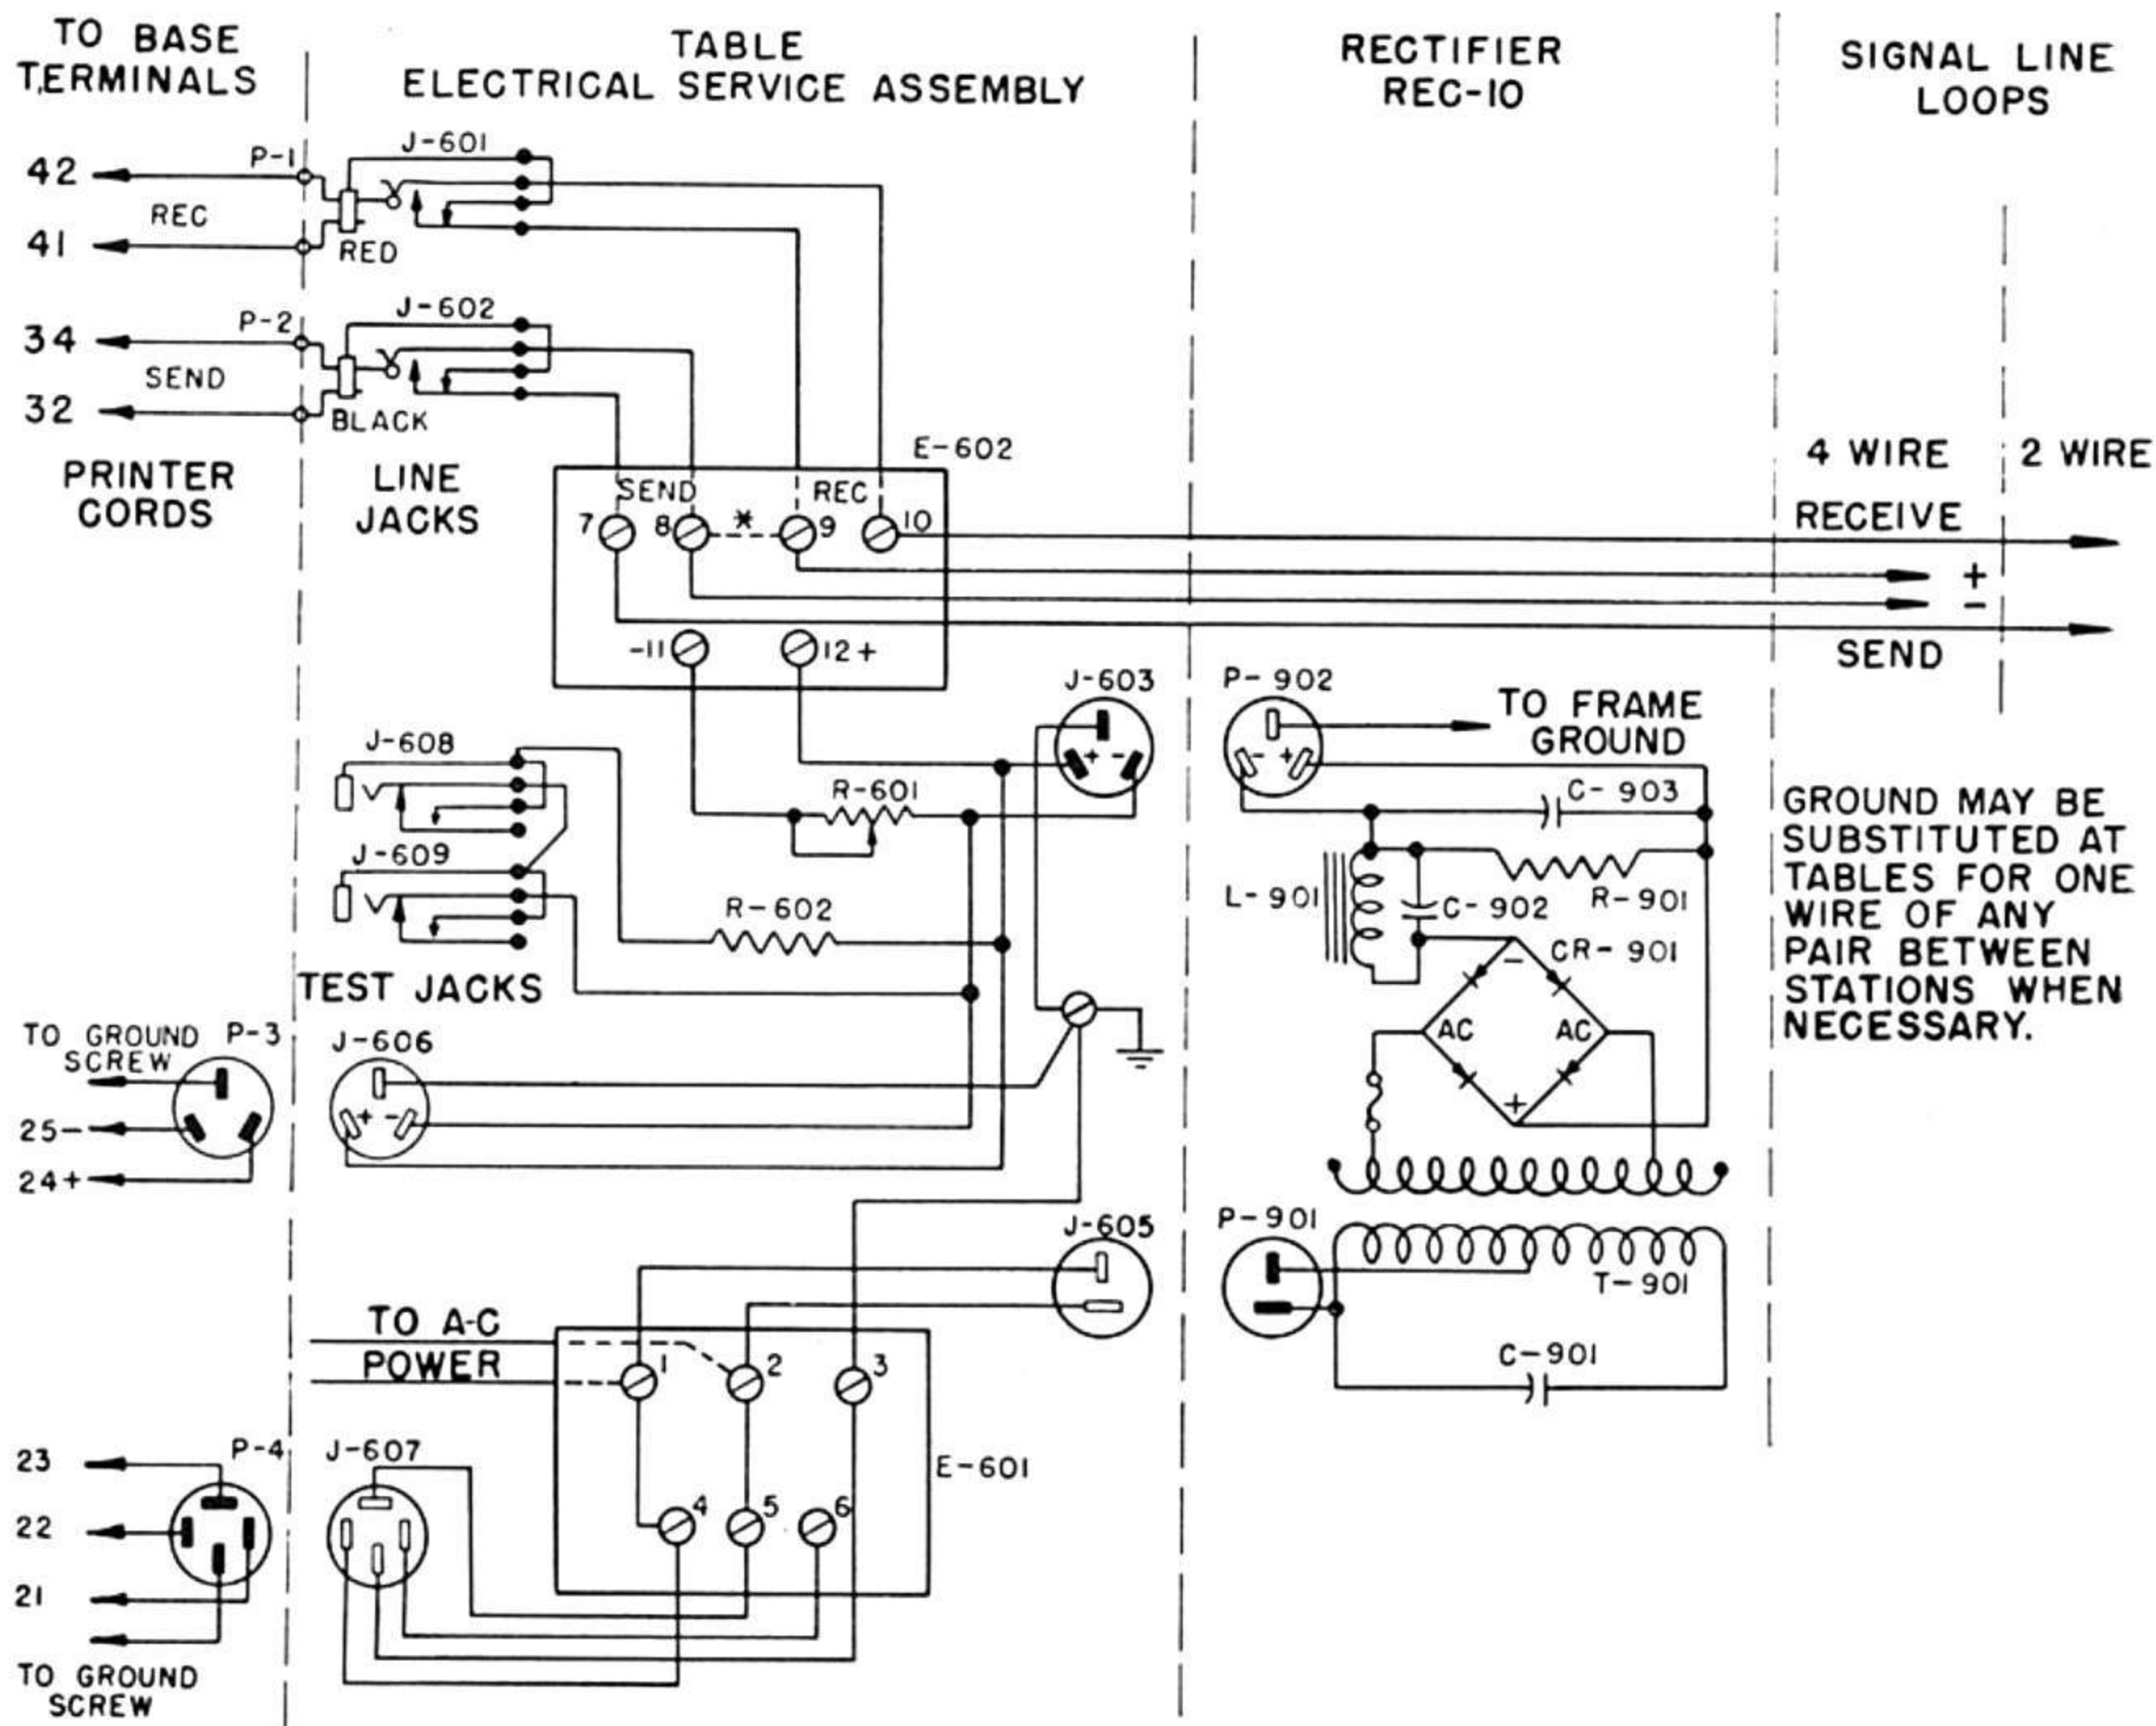 TO BASE
TERMINALS
TABLE
ELECTRICAL SERVICE ASSEMBLY
RECTIFIER
REC-10
SIGNAL LINE
LOOPS
42
P-1
J-601
REC
41
RED
34
P-2
J-602
SEND
32
BLACK
PRINTER
CORDS
LINE
JACKS
E-602
SEND
REC
7
8
*
9
10
-11
12+
4 WIRE
2 WIRE
RECEIVE
+
-
SEND
J-603
+ -
P-902
- +
TO FRAME
GROUND
J-608
R-601
C-903
J-609
R-602
L-901
C-902
R-901
CR-901
-
AC
AC
+
TEST JACKS
GROUND MAY BE
SUBSTITUTED AT
TABLES FOR ONE
WIRE OF ANY
PAIR BETWEEN
STATIONS WHEN
NECESSARY.
TO GROUND
SCREW
P-3
J-606
+ -
25-
24+
J-605
P-901
T-901
C-901
TO A-C
POWER
1
2
3
E-601
4
5
6
23
P-4
J-607
22
21
TO GROUND
SCREW